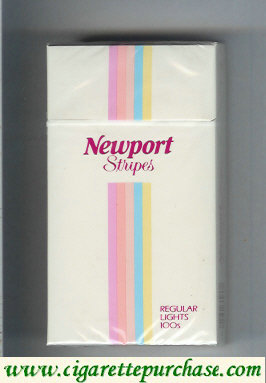 Newport
Stripes
REGULAR
LIGHTS
100s
www.cigarettepurchase.com